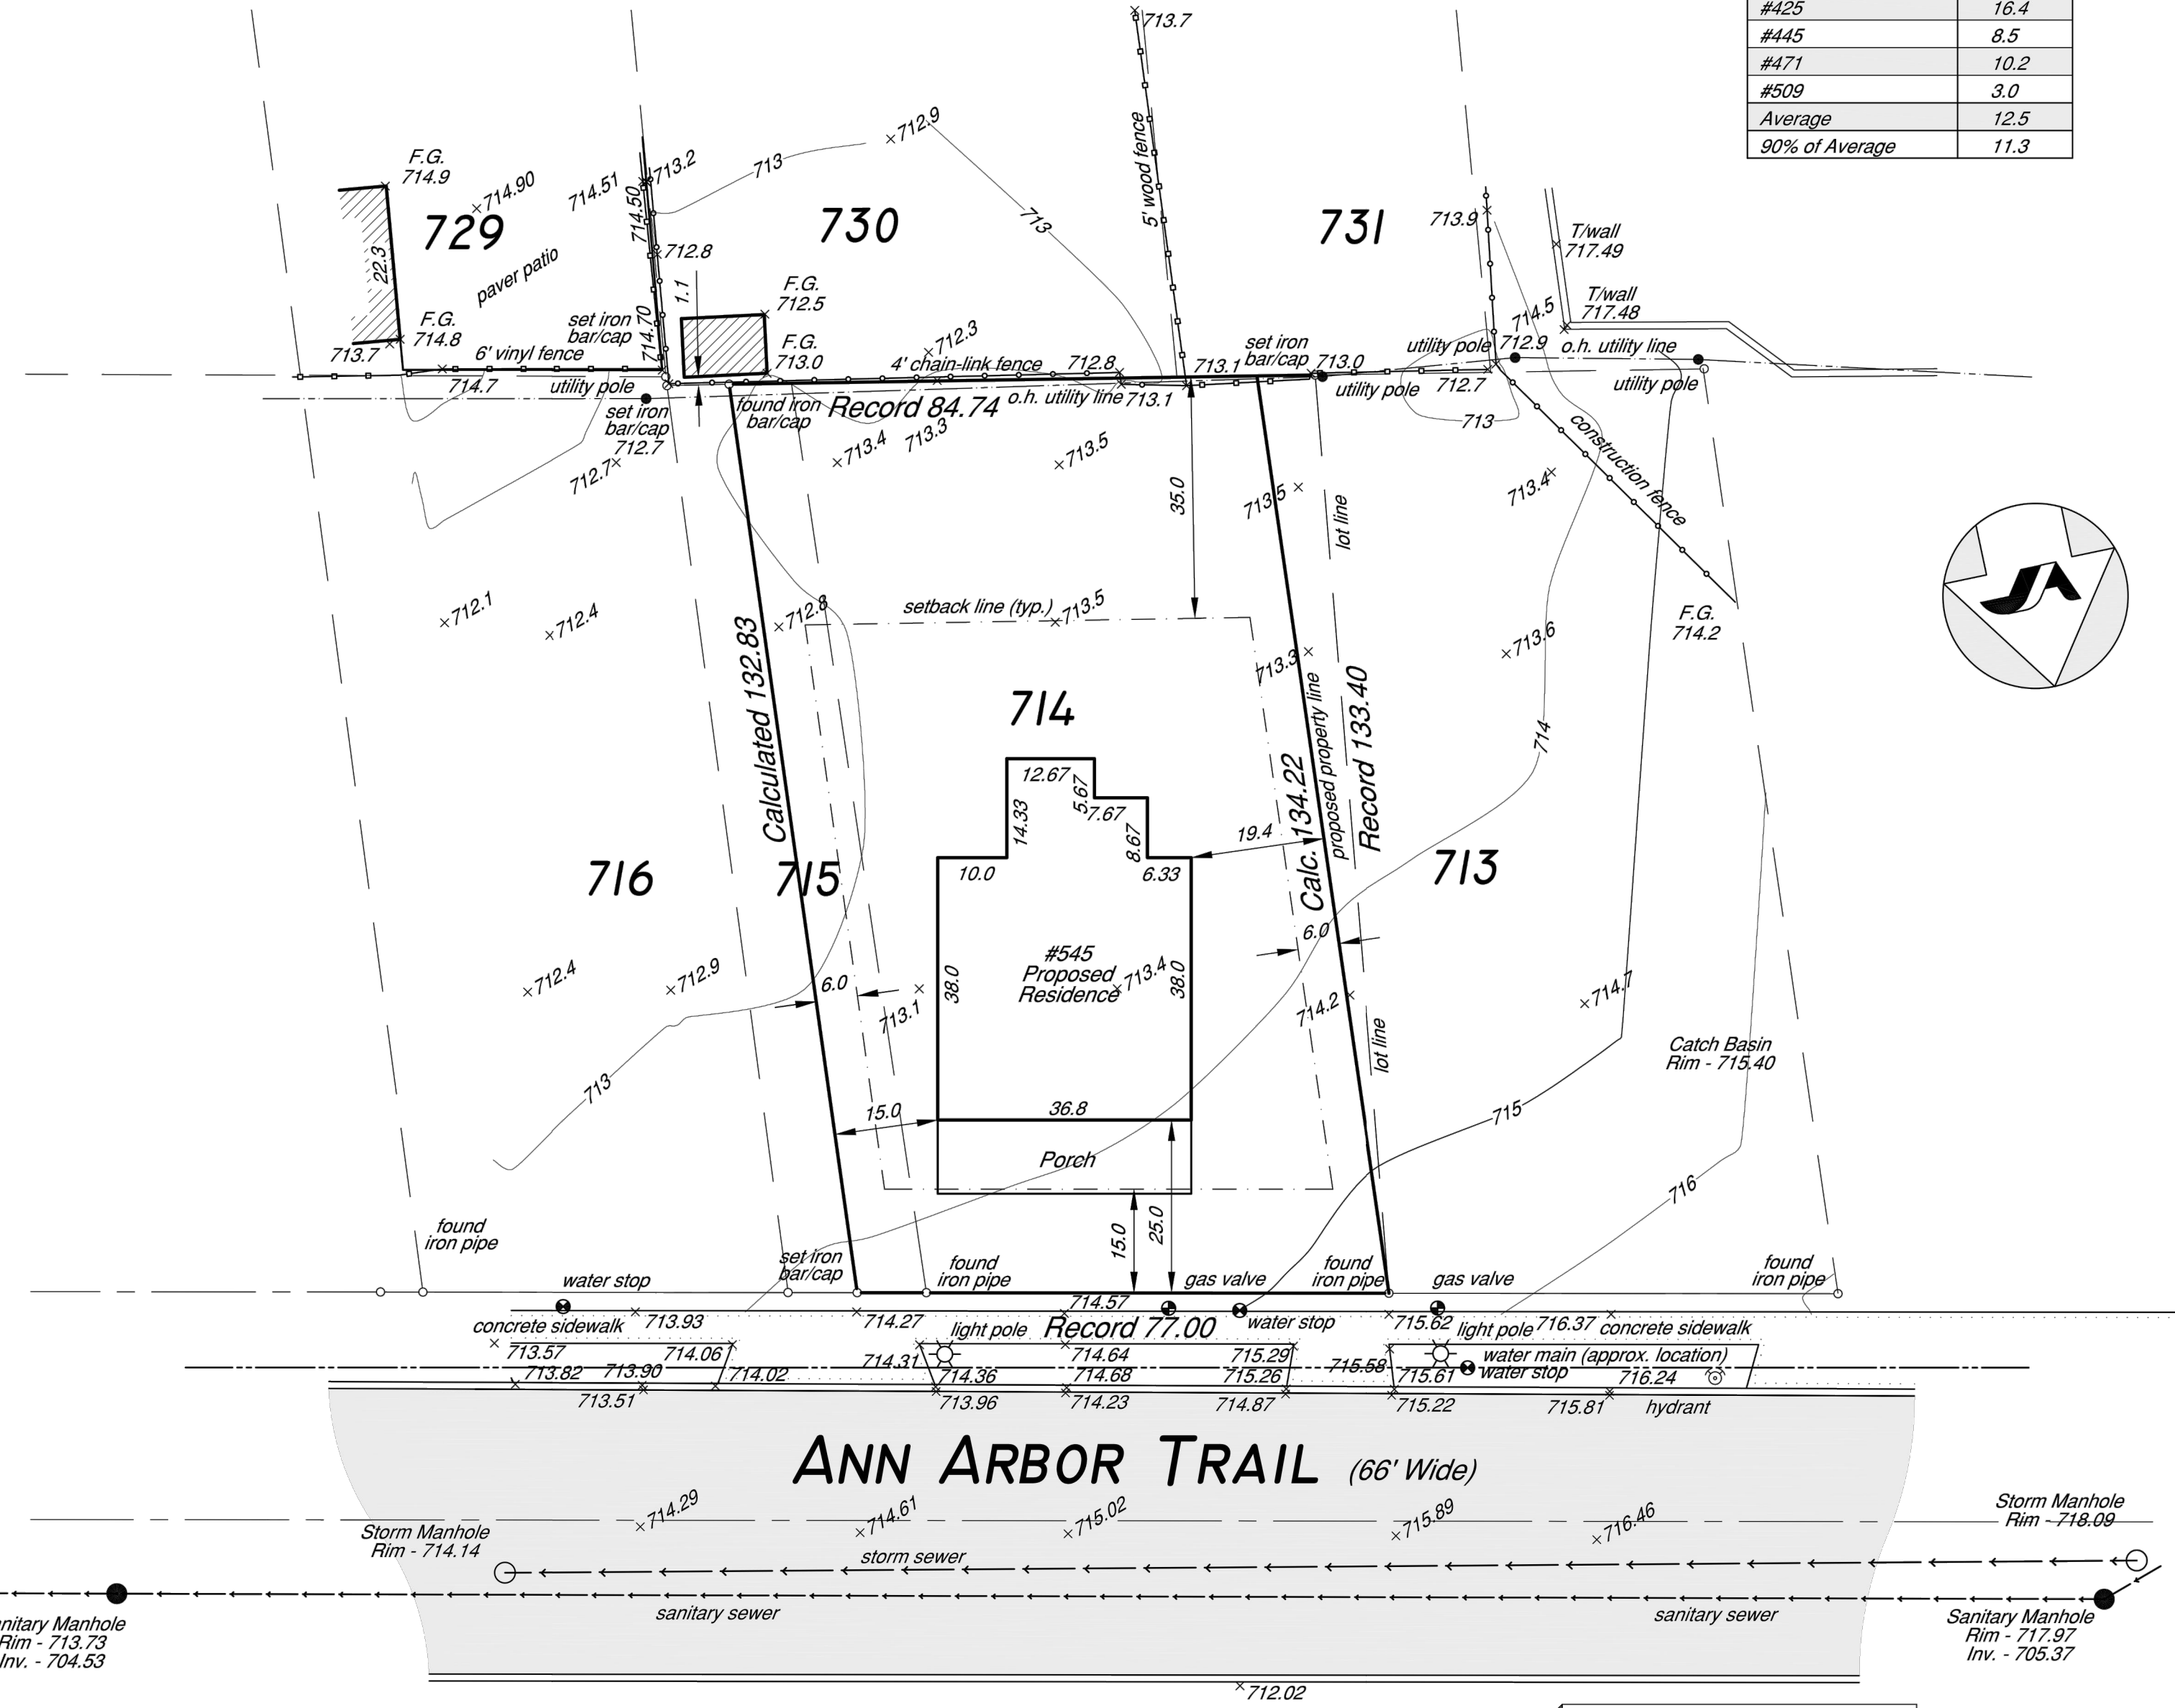 #425 16.4
#445 8.5
#471 10.2
#509 3.0
Average 12.5
90% of Average 11.3
713.7
712.9
713
713
5' wood fence
F.G.
714.9
714.90
714.51
713.2
714.50
729
730
731
713.9
T/wall
717.49
22.3
paver patio
712.8
1.1
F.G.
712.5
T/wall
717.48
714.5
F.G.
714.8
set iron
bar/cap
714.70
713.7
6' vinyl fence
F.G.
713.0
712.3
4' chain-link fence
712.8
713.1
set iron
bar/cap
713.0
utility pole
712.9
o.h. utility line
714.7
utility pole
set iron
bar/cap
712.7
found iron
bar/cap
Record 84.74
o.h. utility line
713.1
utility pole
712.7
utility pole
713
712.7
713.4
713.3
713.5
35.0
713.5
lot line
713.4
construction fence
712.1
712.4
712.8
setback line (typ.)
713.5
713.6
F.G.
714.2
Calculated 132.83
714
713.3
Calc. 134.22
proposed property line
Record 133.40
714
12.67
5.67
7.67
14.33
8.67
19.4
10.0
6.33
716
715
713
6.0
#545
Proposed
Residence
713.4
38.0
38.0
712.4
712.9
6.0
713.1
714.2
714.7
lot line
Catch Basin
Rim - 715.40
713
15.0
36.8
715
Porch
716
15.0
25.0
found
iron pipe
set iron
bar/cap
found
iron pipe
found
iron pipe
found
iron pipe
water stop
gas valve
gas valve
713.93
714.27
714.57
water stop
715.62
716.37
concrete sidewalk
light pole
Record 77.00
light pole
concrete sidewalk
713.57
714.06
714.31
714.64
715.29
715.58
water main (approx. location)
713.82
713.90
714.02
714.36
714.68
715.26
715.61
water stop
716.24
713.51
713.96
714.23
714.87
715.22
715.81
hydrant
ANN ARBOR TRAIL (66' Wide)
714.29
714.61
715.02
715.89
716.46
Storm Manhole
Rim - 714.14
Storm Manhole
Rim - 718.09
storm sewer
sanitary sewer
sanitary sewer
anitary Manhole
Rim - 713.73
Inv. - 704.53
Sanitary Manhole
Rim - 717.97
Inv. - 705.37
712.02